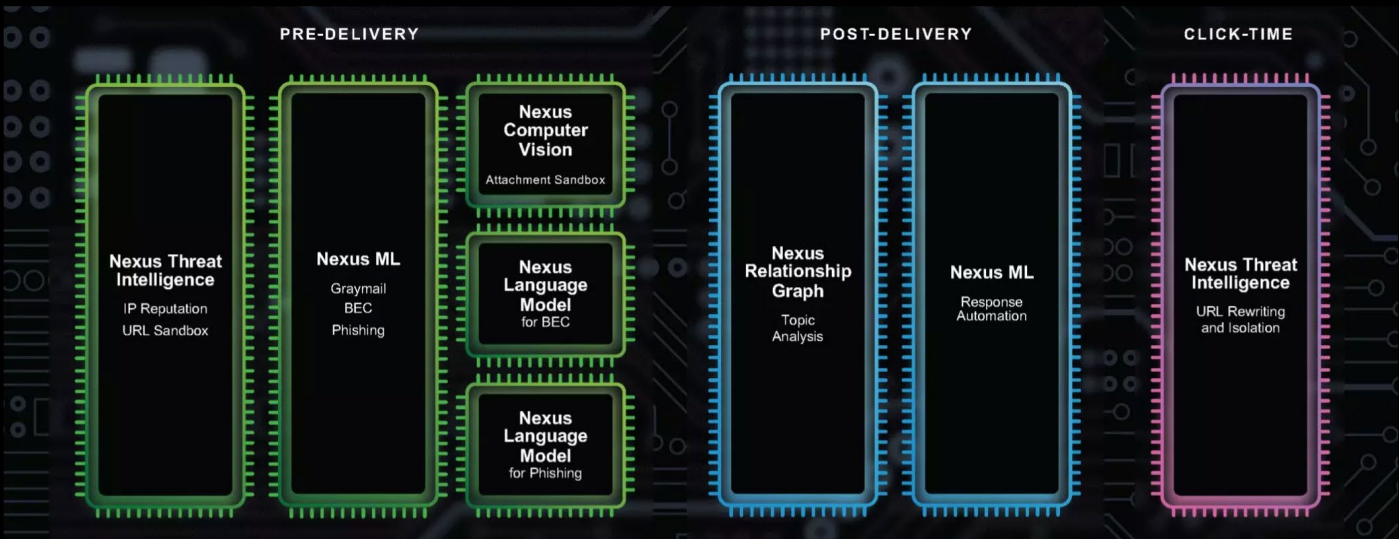 PRE-DELIVERY
Nexus Threat
Intelligence
IP Reputation
URL Sandbox
Nexus ML
Graymail
BEC
Phishing
Nexus
Computer
Vision
Attachment Sandbox
Nexus
Language
Model
for BEC
Nexus
Language
Model
for Phishing
POST-DELIVERY
Nexus
Relationship
Graph
Topic
Analysis
Nexus ML
Response
Automation
CLICK-TIME
Nexus Threat
Intelligence
URL Rewriting
and Isolation